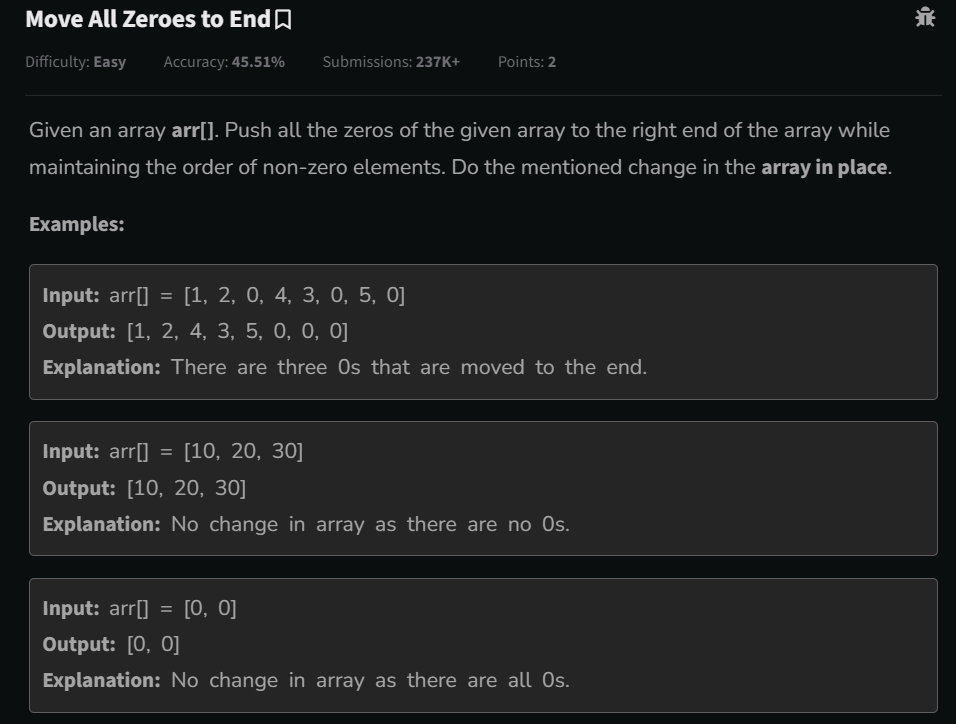 Move All Zeroes to End
Difficulty: Easy Accuracy: 45.51% Submissions: 237K+ Points: 2
Given an array arr[]. Push all the zeros of the given array to the right end of the array while
maintaining the order of non-zero elements. Do the mentioned change in the array in place.
Examples:
Input: arr[] = [1, 2, 0, 4, 3, 0, 5, 0]
Output: [1, 2, 4, 3, 5, 0, 0, 0]
Explanation: There are three 0s that are moved to the end.
Input: arr[] = [10, 20, 30]
Output: [10, 20, 30]
Explanation: No change in array as there are no 0s.
Input: arr[] = [0, 0]
Output: [0, 0]
Explanation: No change in array as there are all 0s.